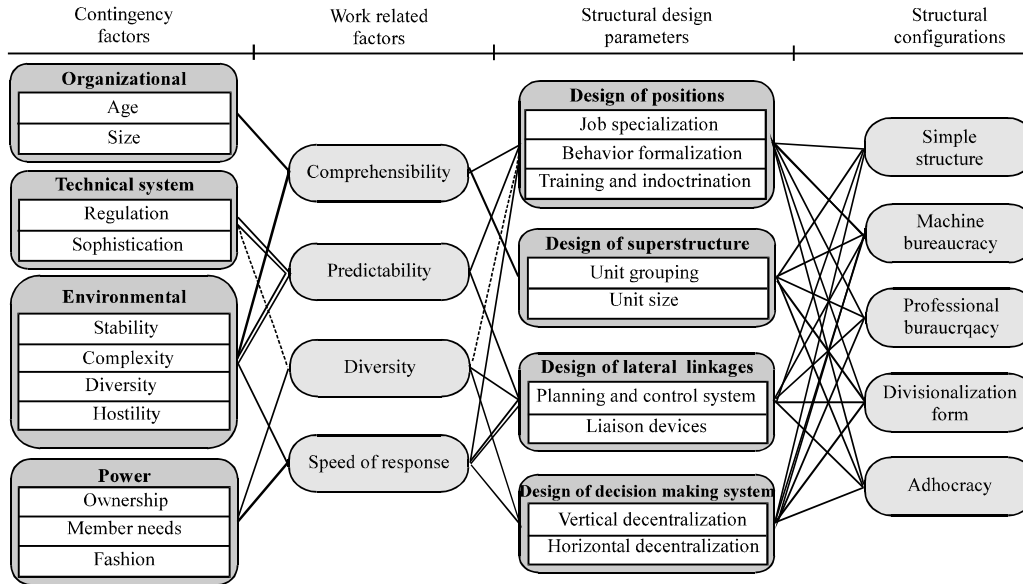 Contingency
factors
Work related
factors
Structural design
parameters
Structural
configurations
Organizational
Age
Size
Technical system
Regulation
Sophistication
Environmental
Stability
Complexity
Diversity
Hostility
Power
Ownership
Member needs
Fashion
Comprehensibility
Predictability
Diversity
Speed of response
Design of positions
Job specialization
Behavior formalization
Training and indoctrination
Design of superstructure
Unit grouping
Unit size
Design of lateral linkages
Planning and control system
Liaison devices
Design of decision making system
Vertical decentralization
Horizontal decentralization
Simple
structure
Machine
bureaucracy
Professional
buraucrqacy
Divisionalization
form
Adhocracy